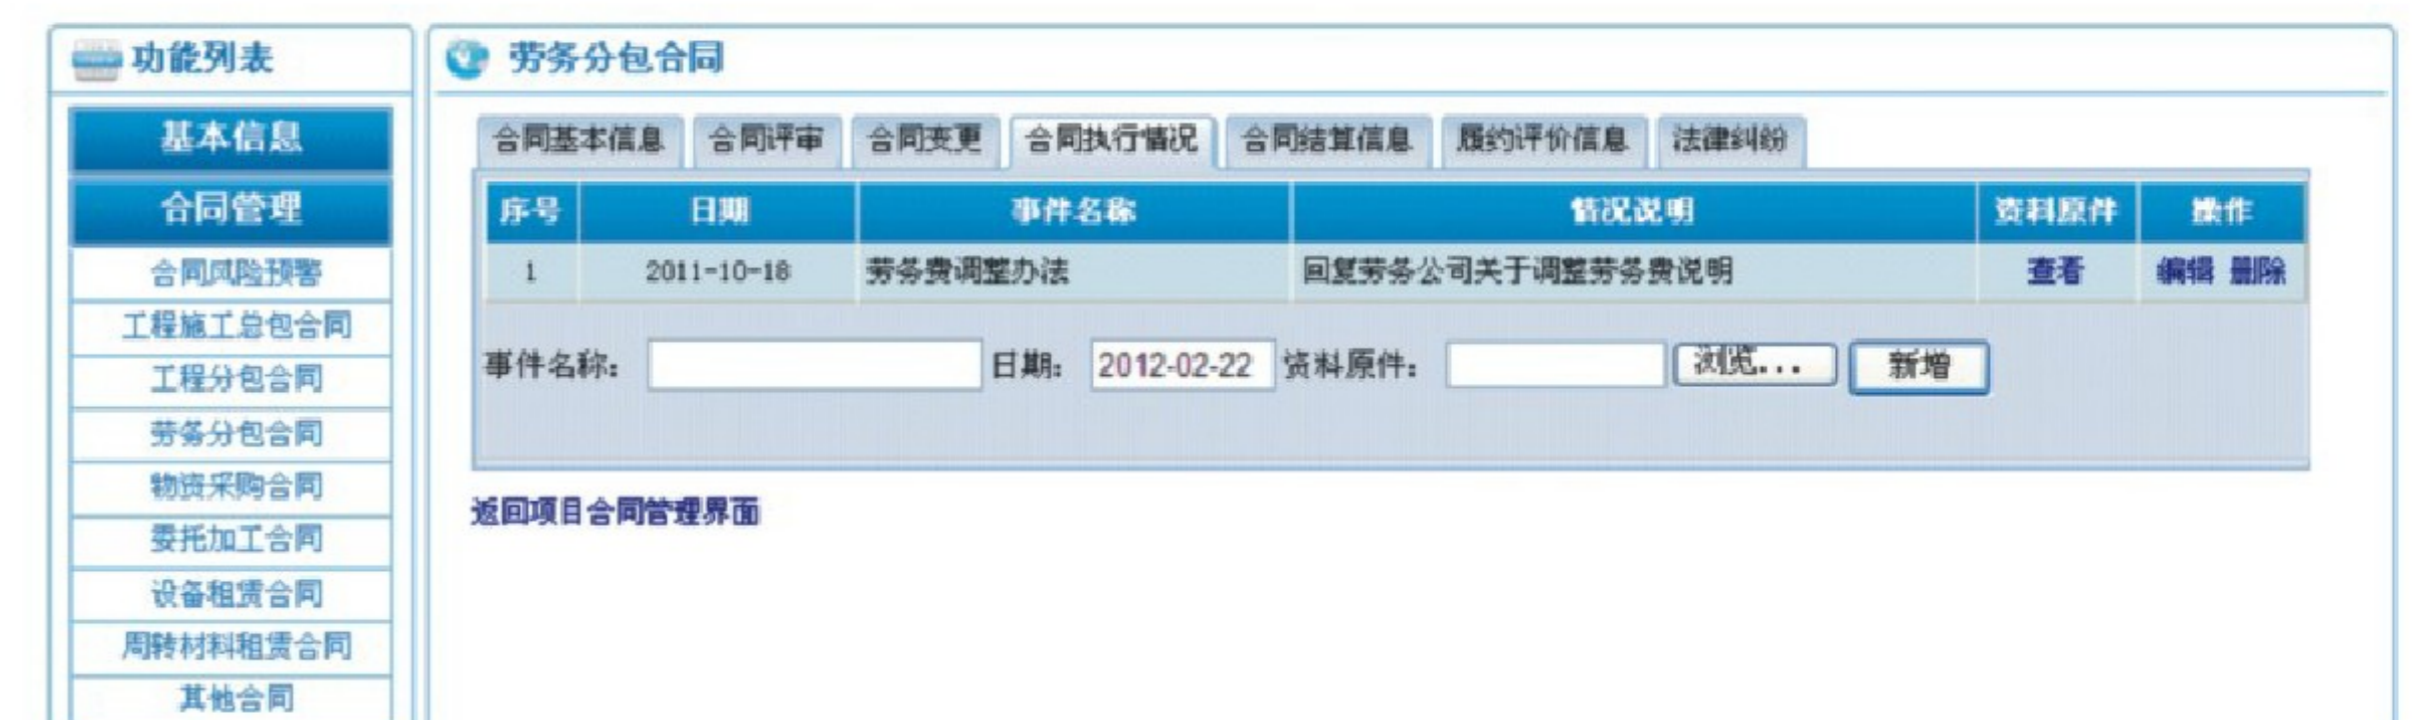 功能列表
基本信息
合同管理
合同风险预警
工程施工总包合同
工程分包合同
劳务分包合同
物资采购合同
委托加工合同
设备租赁合同
周转材料租赁合同
其他合同
劳务分包合同
合同基本信息 合同评审 合同变更 合同执行情况 合同结算信息 履约评价信息 法律纠纷
序号 日期 事件名称 情况说明 资料原件 操作
1 2011-10-18 劳务费调整办法 回复劳务公司关于调整劳务费说明 查看 编辑 删除
事件名称: 日期: 2012-02-22 资料原件: 浏览... 新增
返回项目合同管理界面